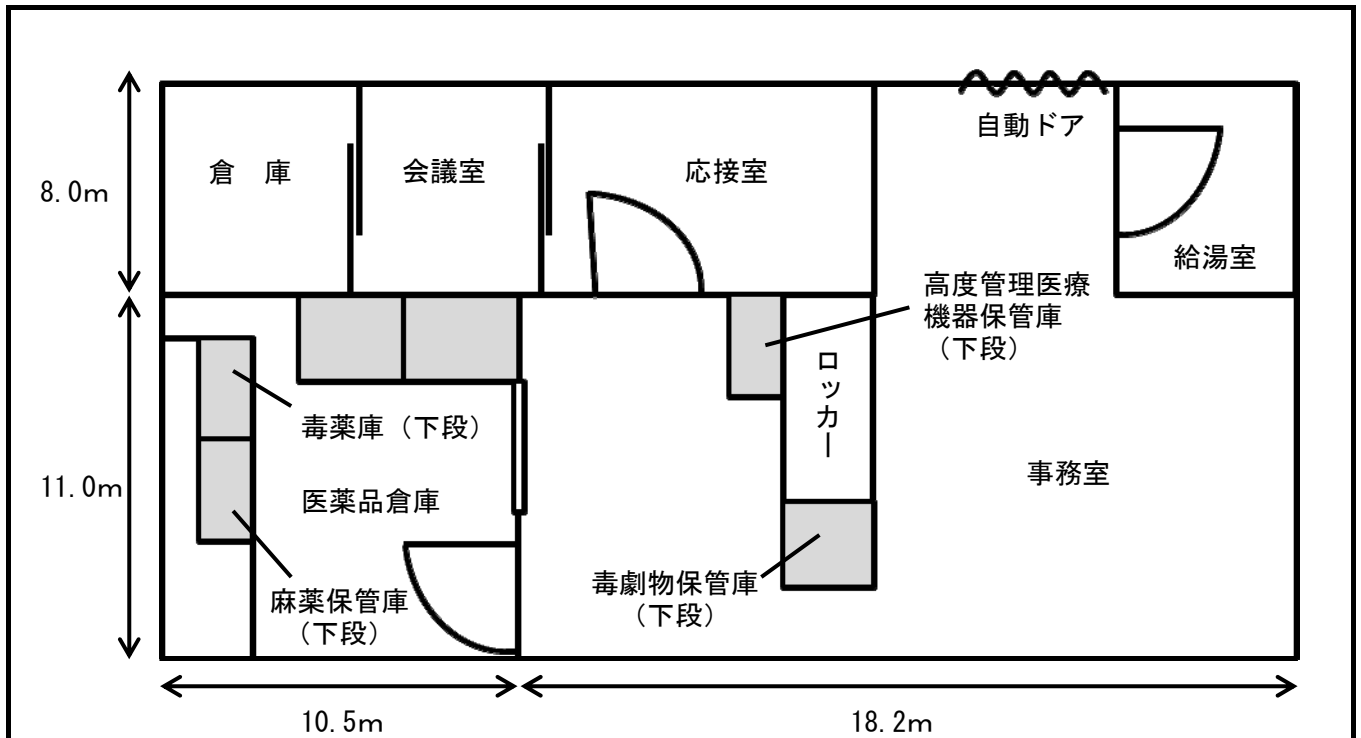 自動ドア
8.0m
倉　庫
会議室
応接室
給湯室
高度管理医療
機器保管庫
（下段）
ロッカー
毒薬庫（下段）
11.0m
医薬品倉庫
事務室
麻薬保管庫
（下段）
毒劇物保管庫
（下段）
10.5m
18.2m